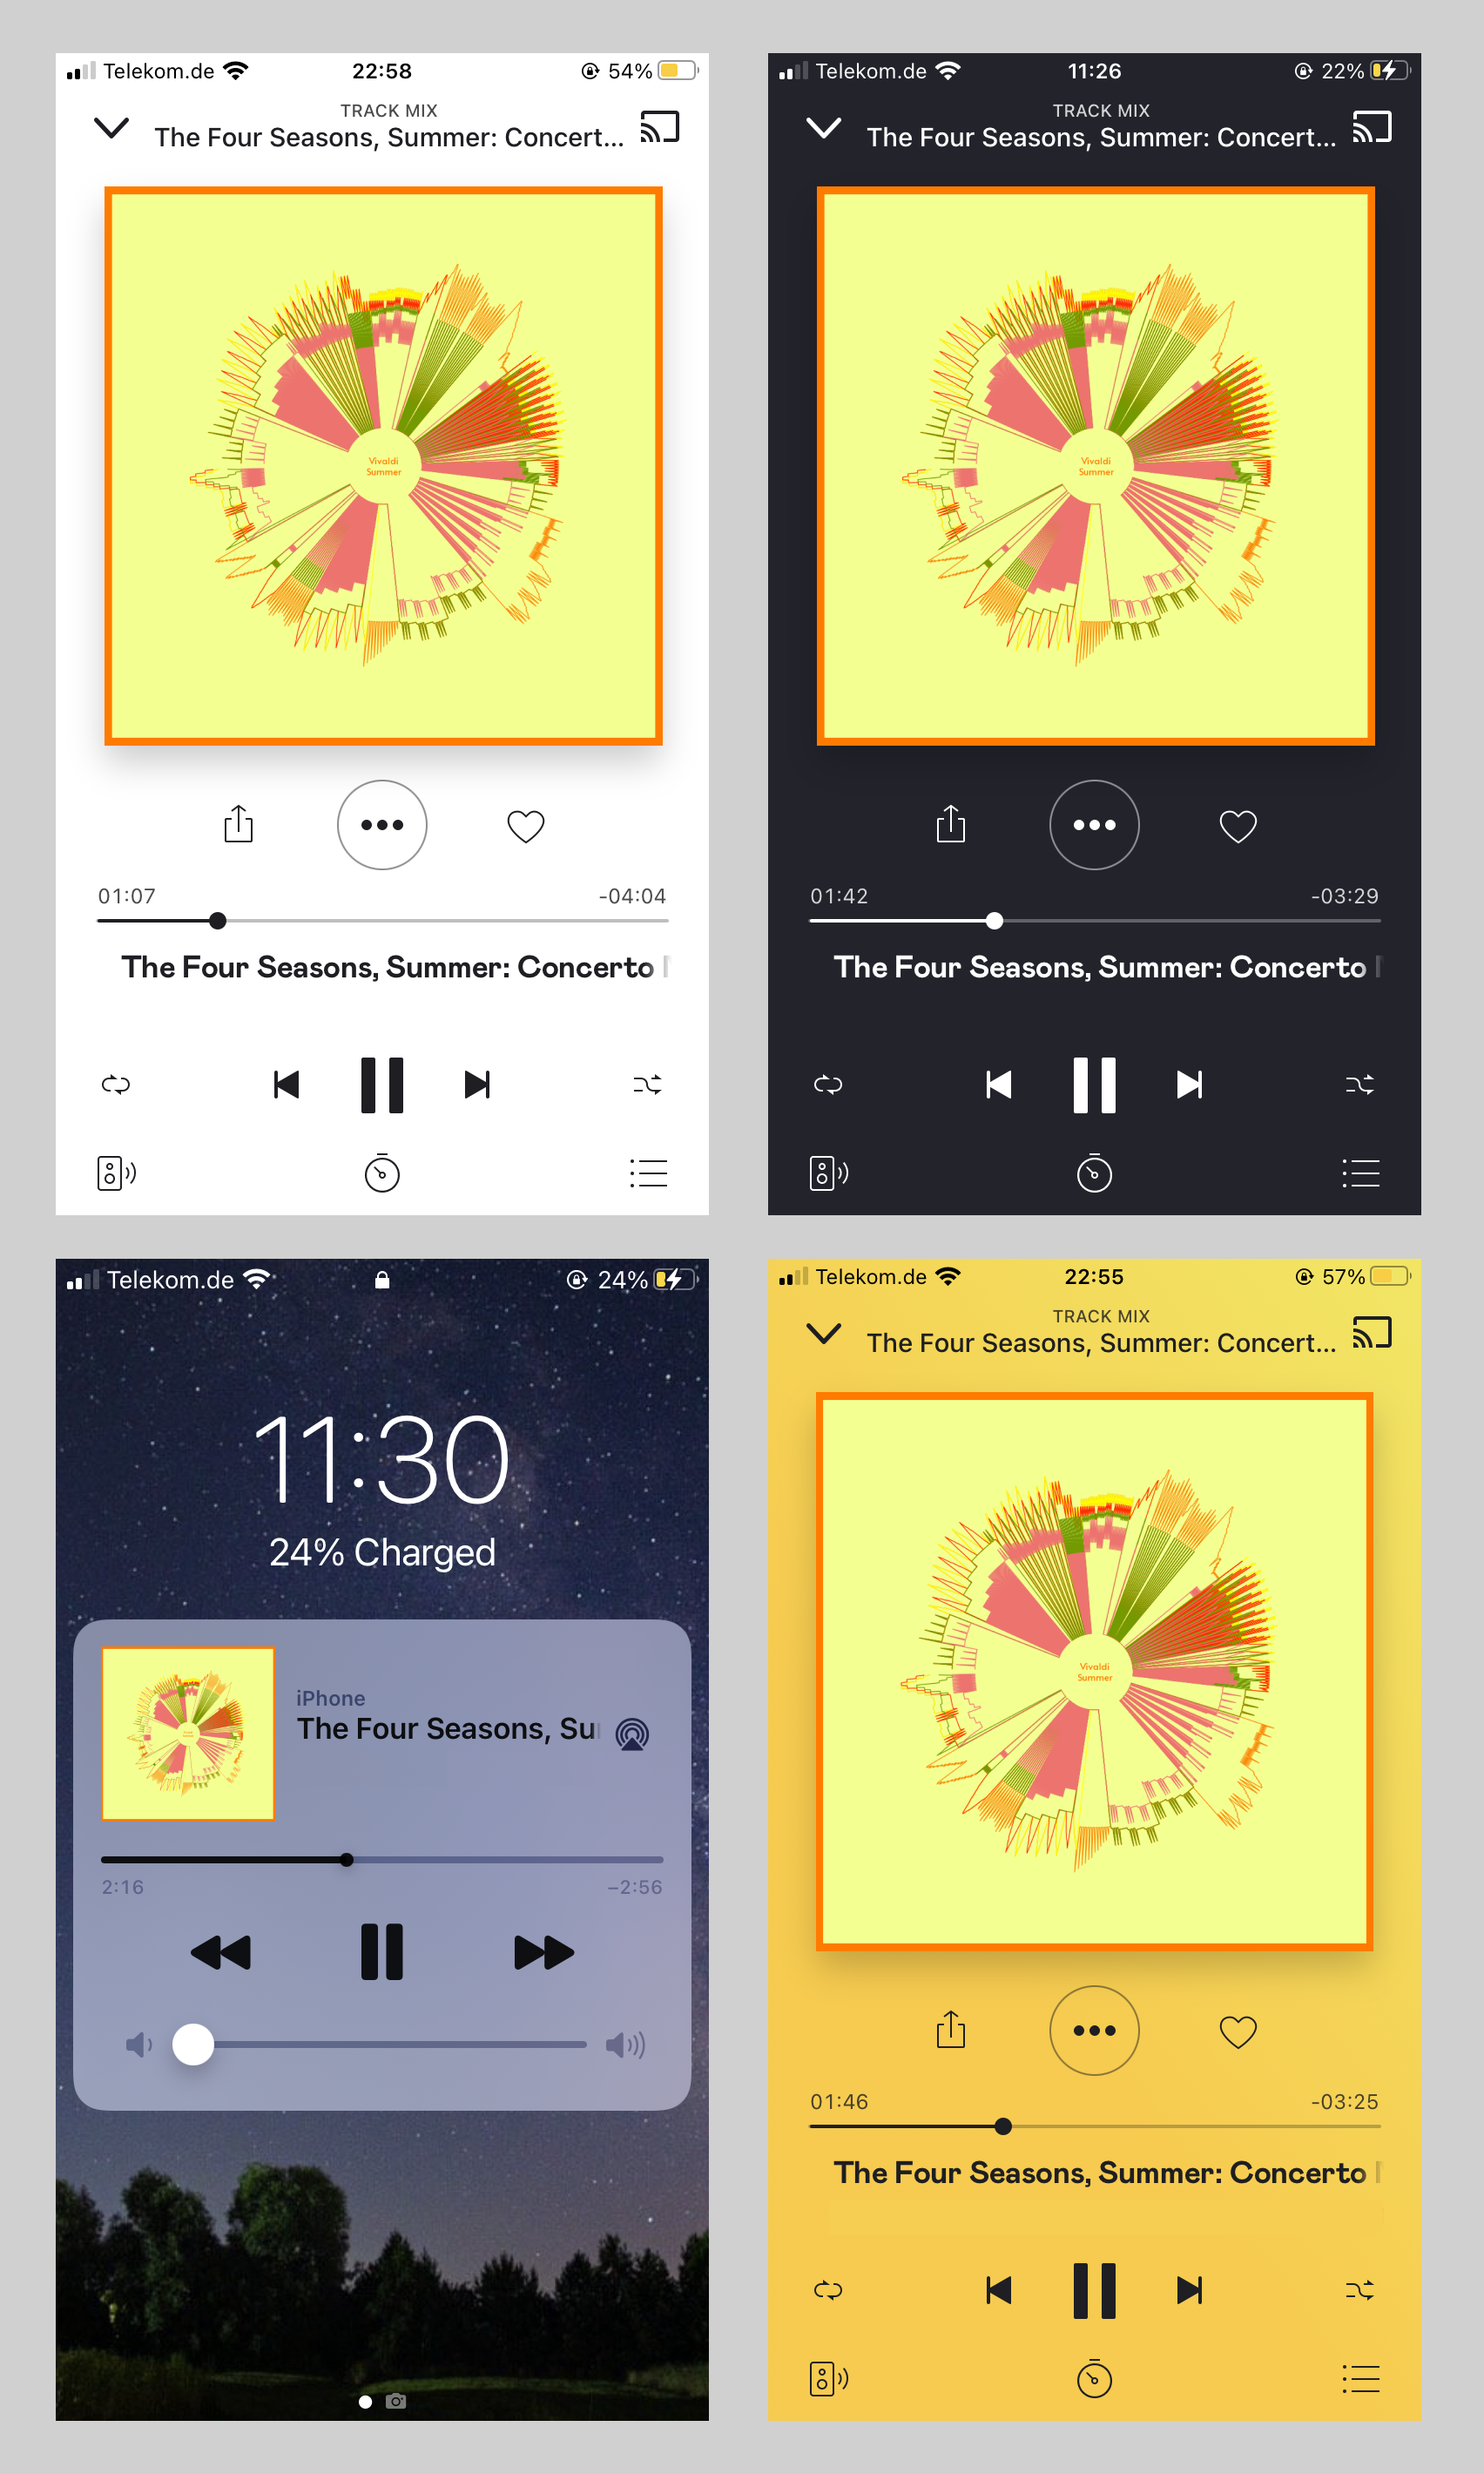 Telekom.de 22:58 54%
TRACK MIX
The Four Seasons, Summer: Concert...
Vivaldi
Summer
01:07 -04:04
The Four Seasons, Summer: Concerto
Telekom.de 11:26 22%
TRACK MIX
The Four Seasons, Summer: Concert...
Vivaldi
Summer
01:42 -03:29
The Four Seasons, Summer: Concerto
Telekom.de 24%
11:30
24% Charged
iPhone
The Four Seasons, Su
2:16 –2:56
Telekom.de 22:55 57%
TRACK MIX
The Four Seasons, Summer: Concert...
Vivaldi
Summer
01:46 -03:25
The Four Seasons, Summer: Concerto